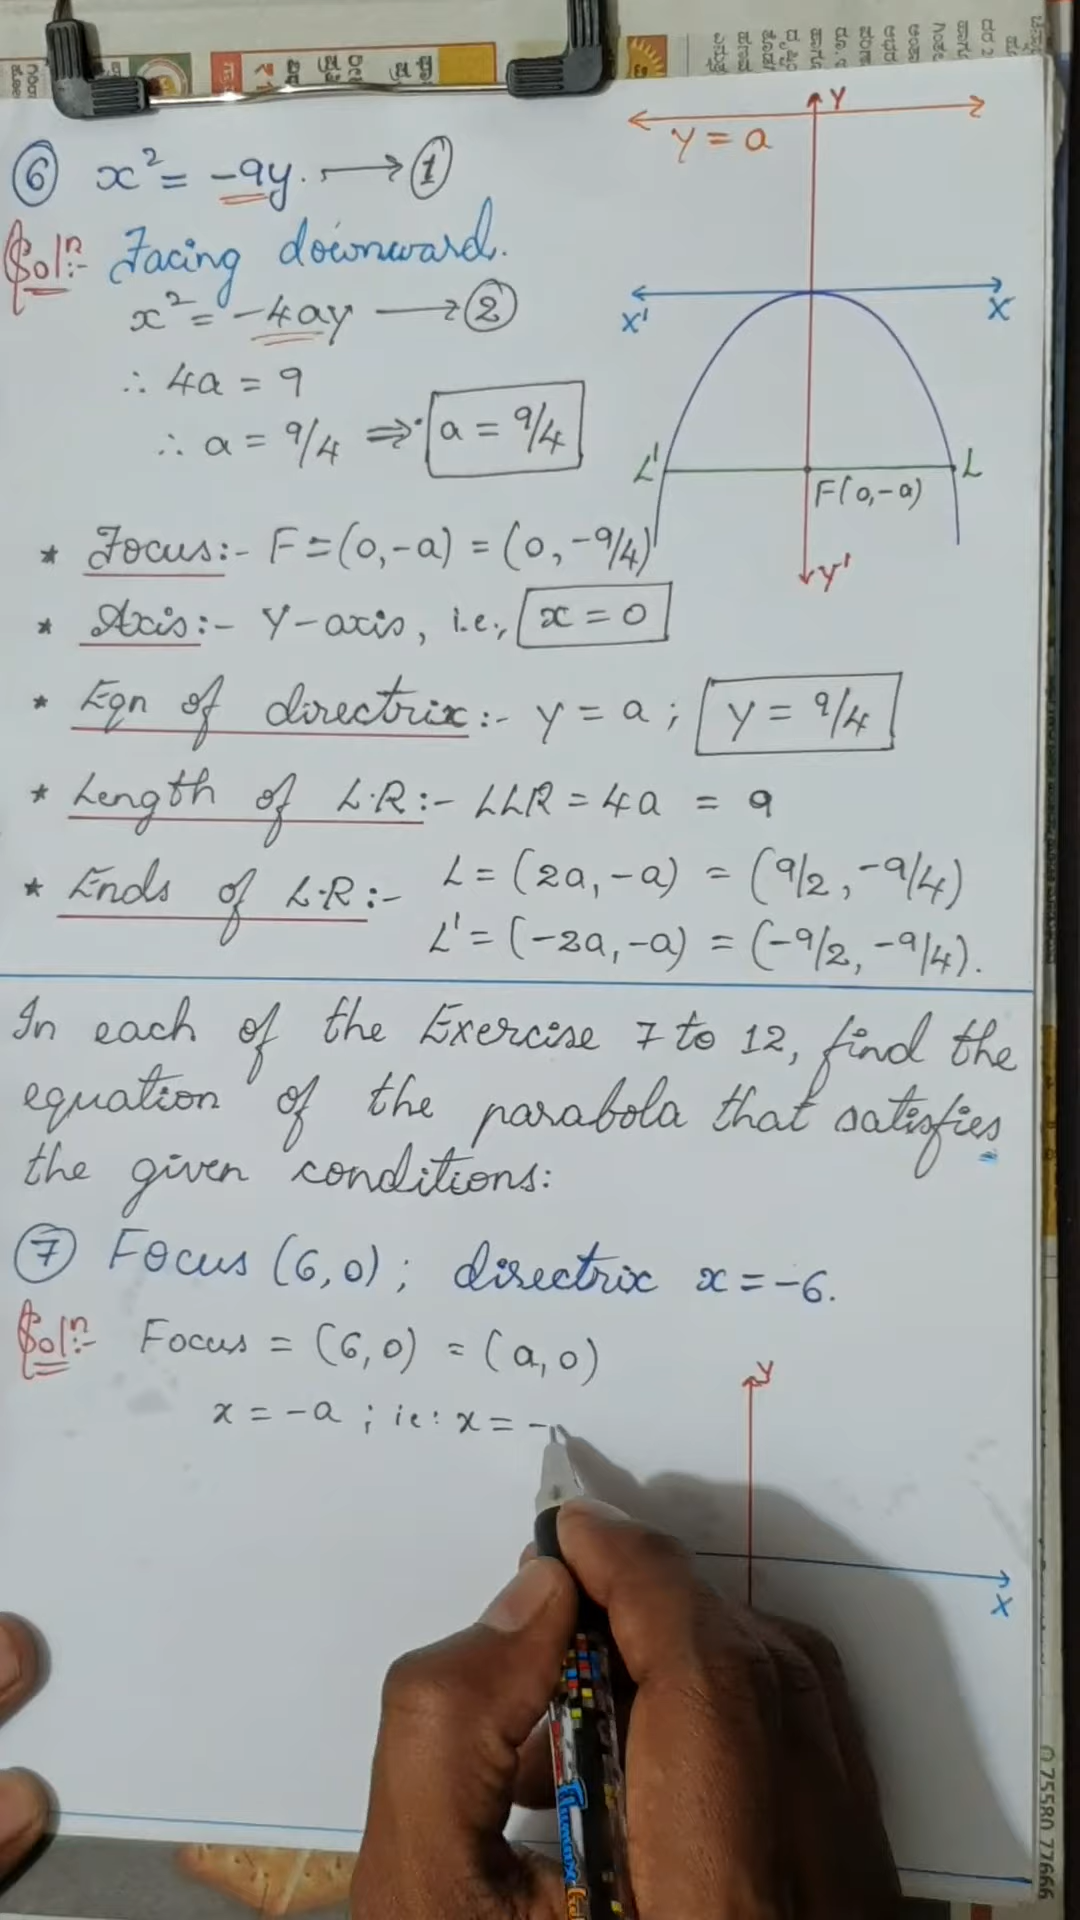 ⑥ x² = -9y. ⟶ ①
Solⁿ:- Facing downward.
x² = -4ay ⟶ ②
∴ 4a = 9
∴ a = 9/4 ⇒ a = 9/4
* Focus:- F = (0, -a) = (0, -9/4)
* Axis:- Y-axis, i.e., x = 0
* Eqn of directrix:- y = a ; y = 9/4
* Length of L.R:- LLR = 4a = 9
* Ends of L.R:- L = (2a, -a) = (9/2, -9/4)
L' = (-2a, -a) = (-9/2, -9/4).
Y
y = a
X' X
L' L
F(0, -a)
Y'
In each of the Exercise 7 to 12, find the
equation of the parabola that satisfies
the given conditions:
⑦ Focus (6,0); directrix x = -6.
Solⁿ:- Focus = (6,0) = (a,0)
x = -a ; ie: x = -
Y
X
75580 77666